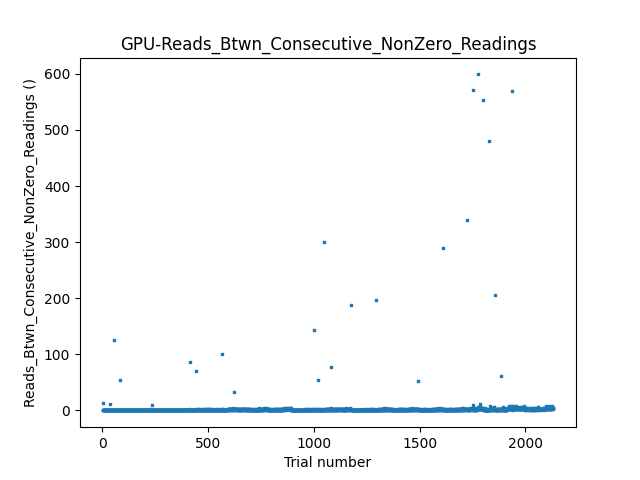 GPU-Reads_Btwn_Consecutive_NonZero_Readings
Reads_Btwn_Consecutive_NonZero_Readings ()
600
500
400
300
200
100
0
0 500 1000 1500 2000
Trial number